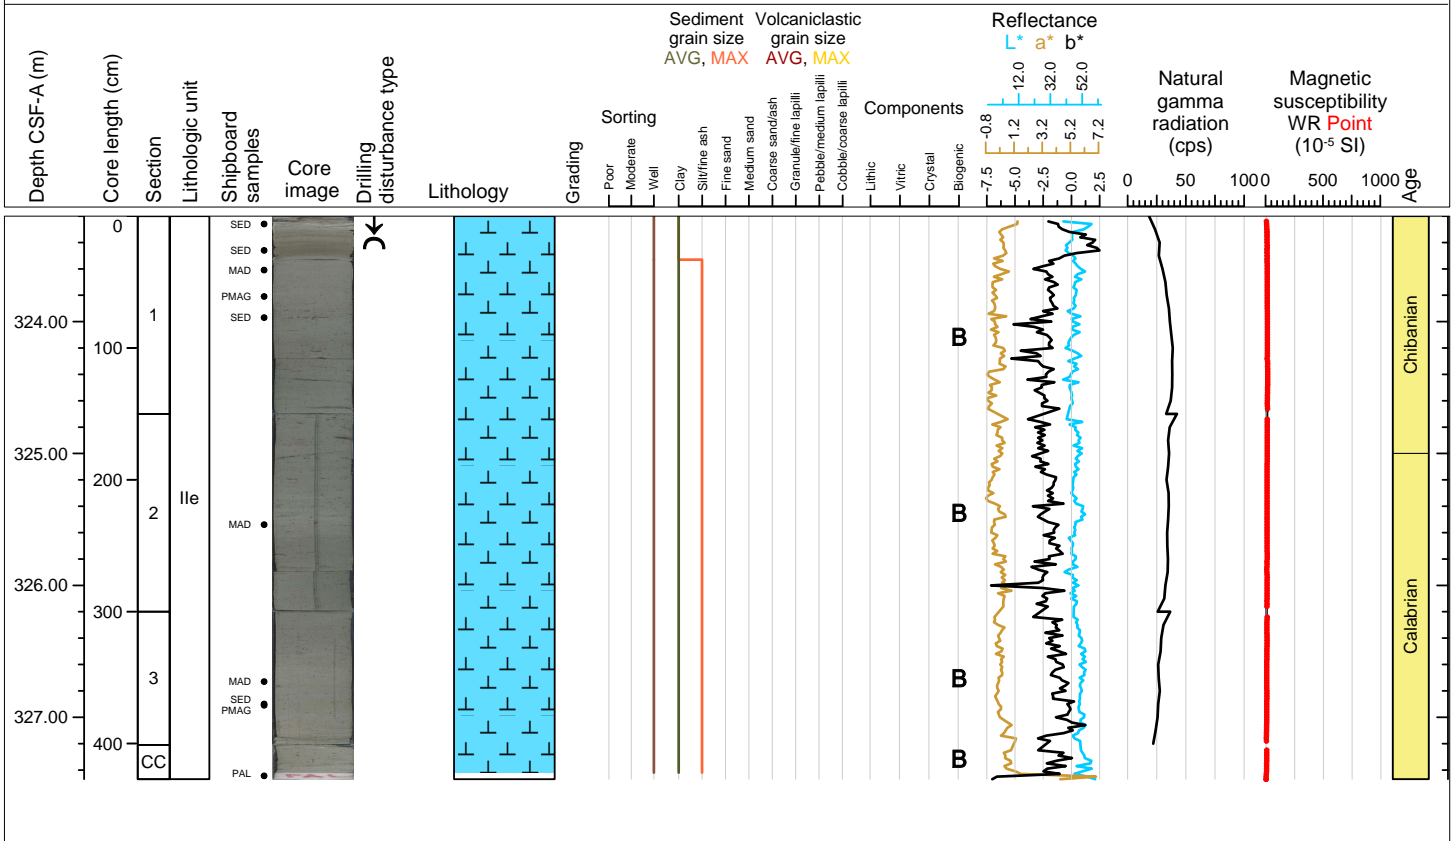 Depth CSF-A (m)
Core length (cm)
Section
Lithologic unit
Shipboard
samples
Core
image
Drilling
disturbance type
Lithology
Grading
Sorting
Poor
Moderate
Well
Sediment
grain size
AVG, MAX
Volcaniclastic
grain size
AVG, MAX
Clay
Silt/fine ash
Fine sand
Medium sand
Coarse sand/ash
Granule/fine lapilli
Pebble/medium lapilli
Cobble/coarse lapilli
Components
Lithic
Vitric
Crystal
Biogenic
Reflectance
L* a* b*
12.0 32.0 52.0
-0.8 1.2 3.2 5.2 7.2
-7.5 -5.0 -2.5 0.0 2.5
Natural
gamma
radiation
(cps)
0 50 100
Magnetic
susceptibility
WR Point
(10-5 SI)
0 500 1000
Age
0
SED
SED
MAD
PMAG
SED
324.00
1
100
B
Chibanian
325.00
200
2
IIe
MAD
B
326.00
300
Calabrian
3
MAD
B
SED
PMAG
327.00
400
CC
PAL
B